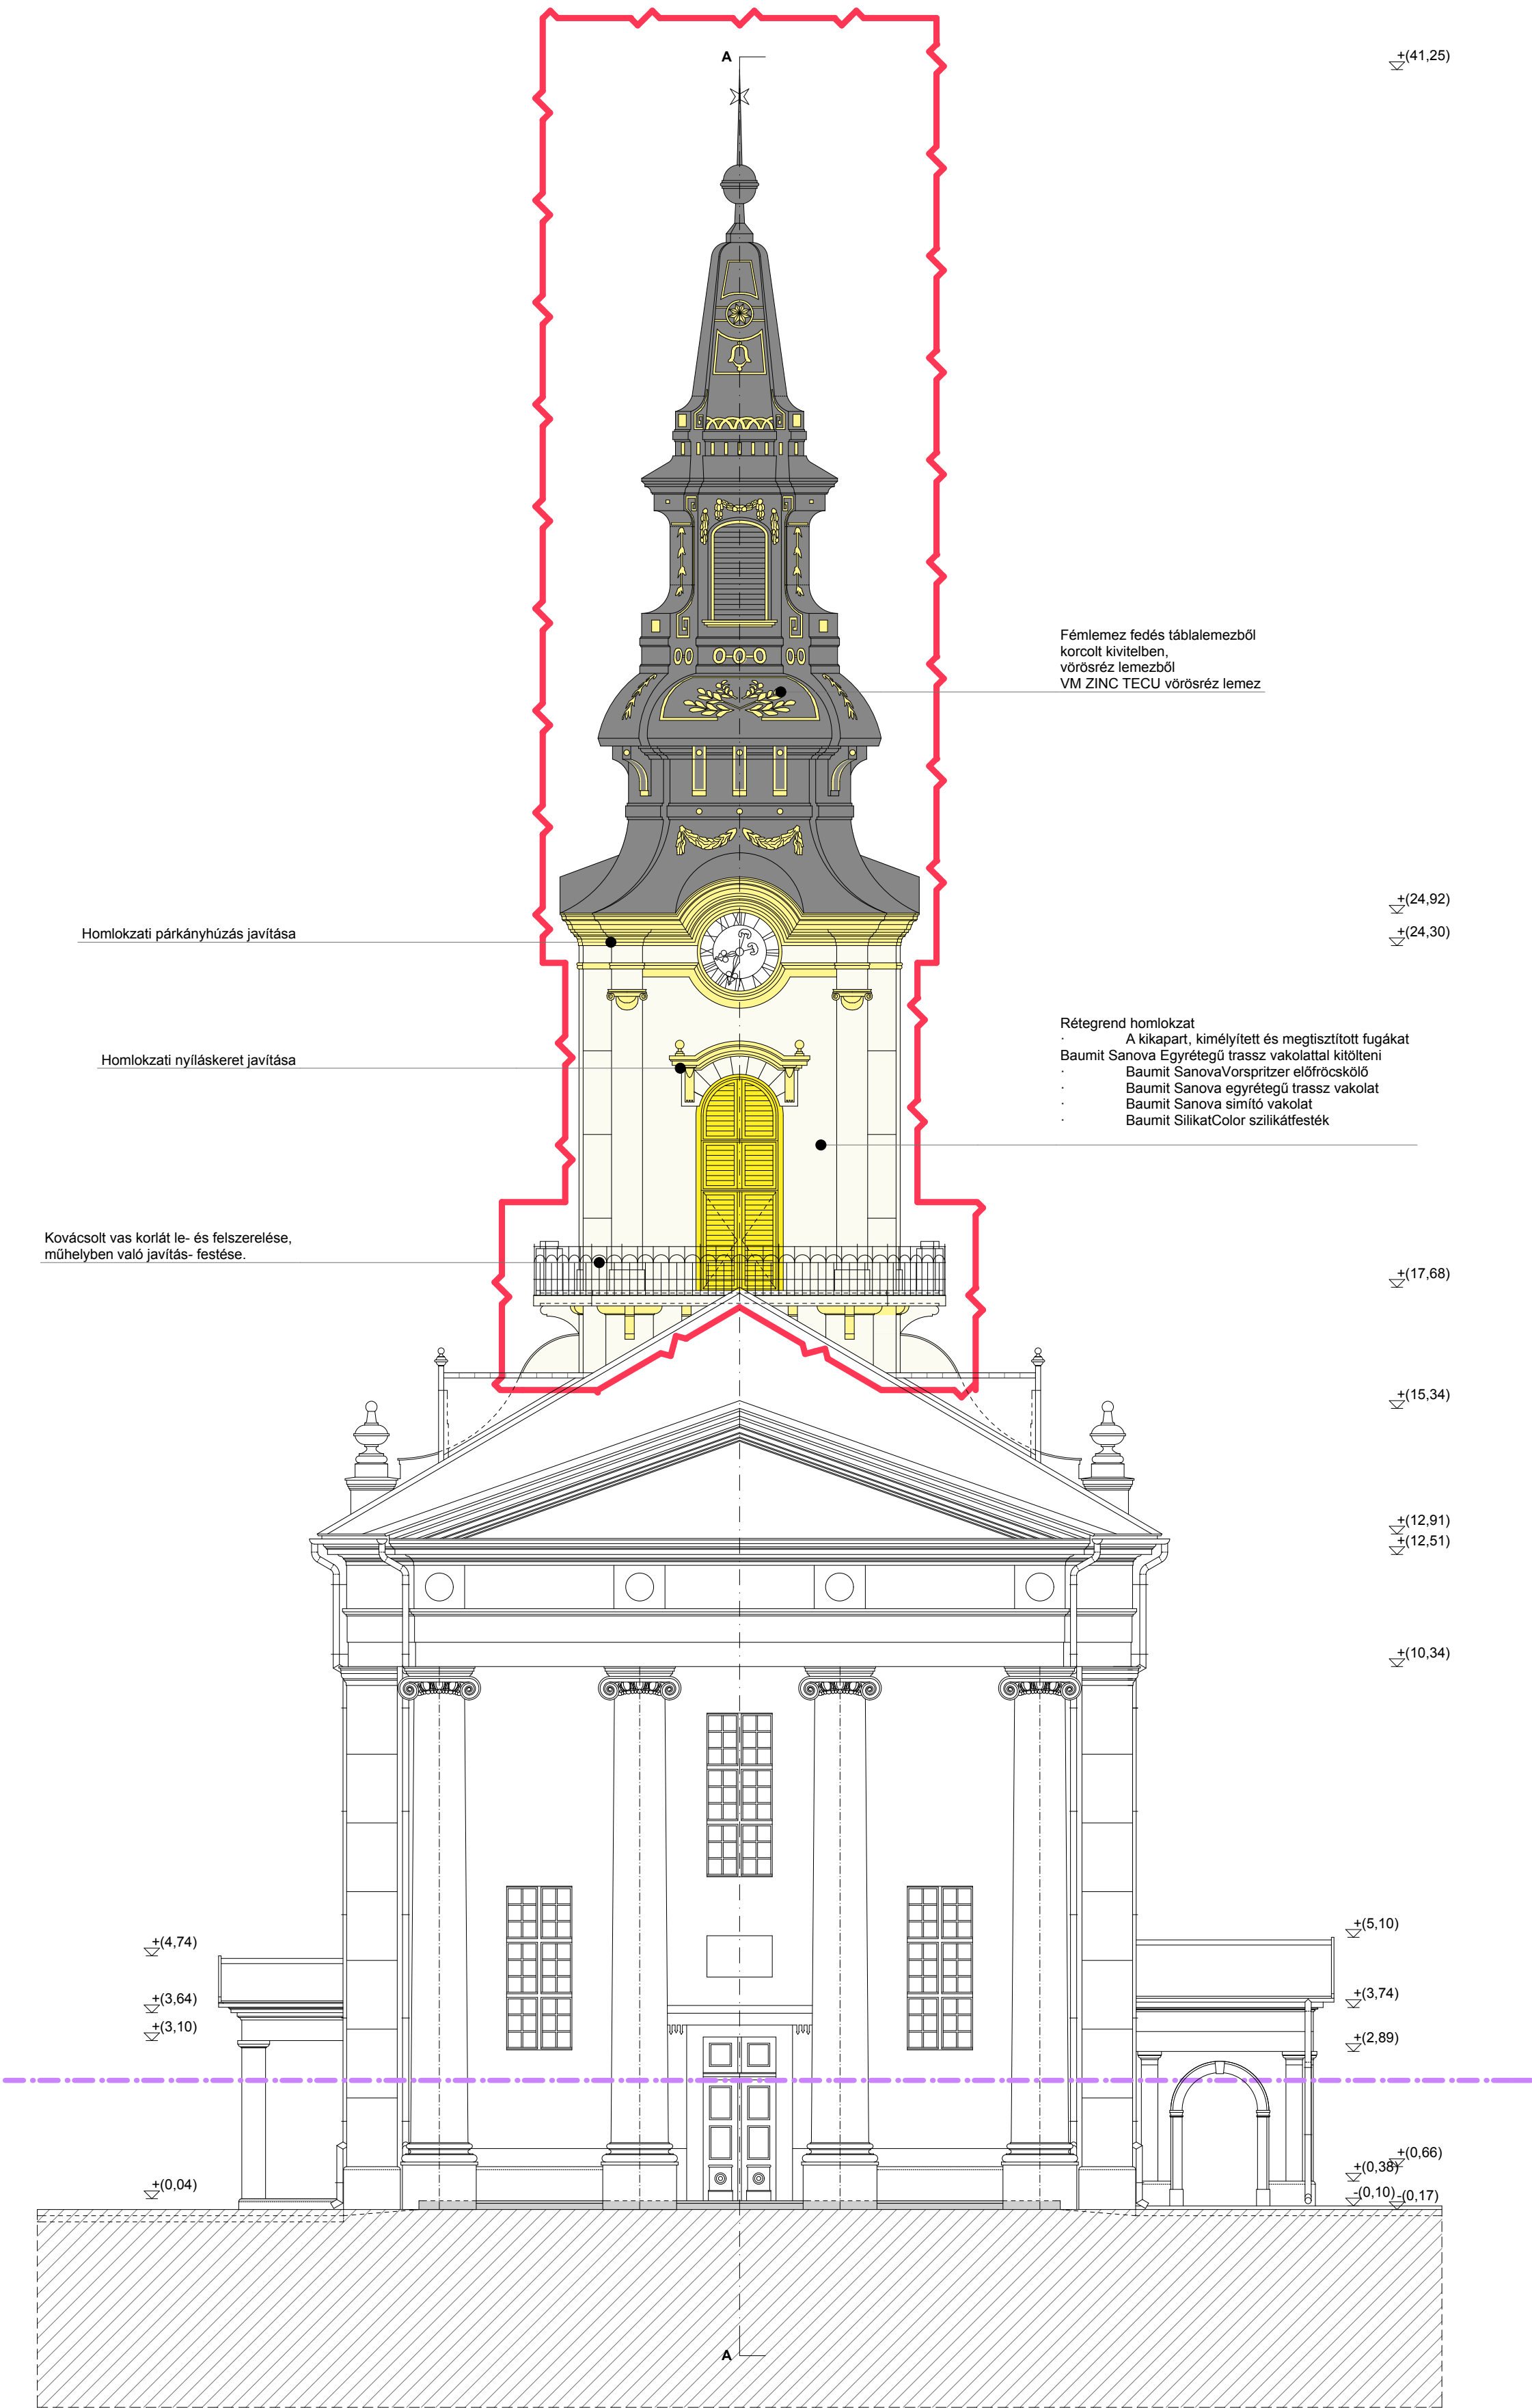 A
+(41,25)
Fémlemez fedés táblalemezből
korcolt kivitelben,
vörösréz lemezből
VM ZINC TECU vörösréz lemez
+(24,92)
Homlokzati párkányhúzás javítása
+(24,30)
Rétegrend homlokzat
· A kikapart, kimélyített és megtisztított fugákat
Baumit Sanova Egyrétegű trassz vakolattal kitölteni
· Baumit SanovaVorspritzer előfröcskölő
· Baumit Sanova egyrétegű trassz vakolat
· Baumit Sanova simító vakolat
· Baumit SilikatColor szilikátfesték
Homlokzati nyíláskeret javítása
Kovácsolt vas korlát le- és felszerelése,
műhelyben való javítás- festése.
+(17,68)
+(15,34)
+(12,91)
+(12,51)
+(10,34)
+(5,10)
+(4,74)
+(3,74)
+(3,64)
+(3,10)
+(2,89)
+(0,66)
+(0,38)
+(0,04)
-(0,10)
-(0,17)
A